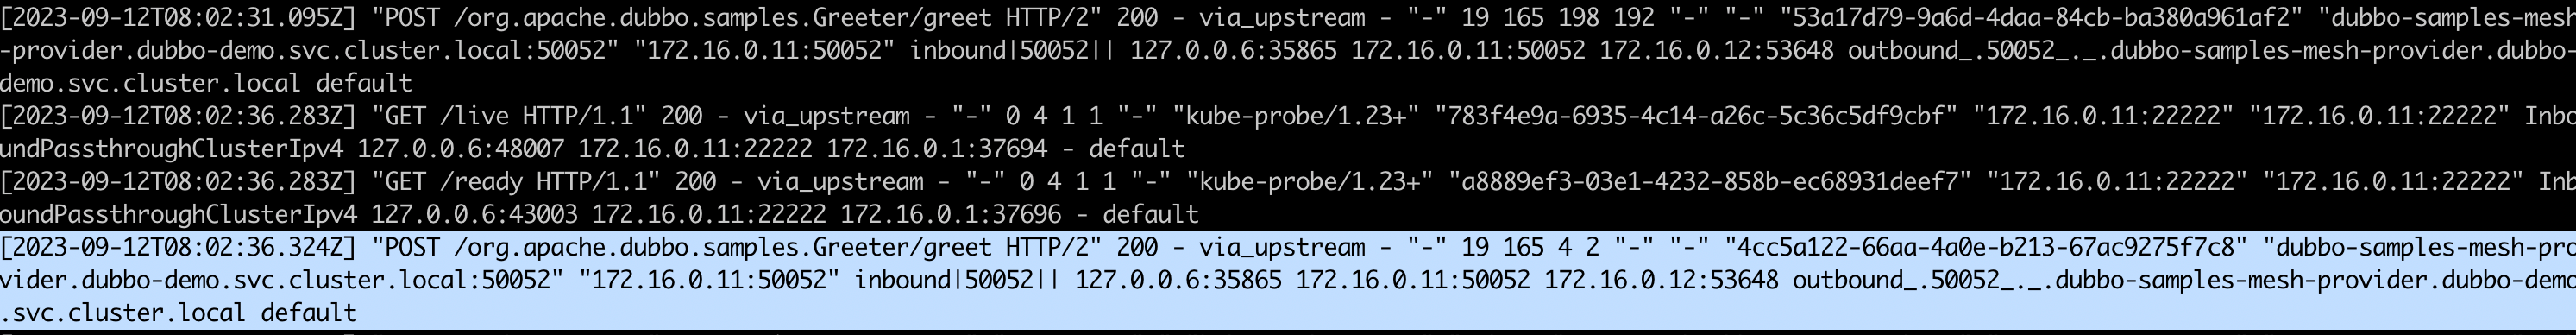 [2023-09-12T08:02:31.095Z] "POST /org.apache.dubbo.samples.Greeter/greet HTTP/2" 200 - via_upstream - "-" 19 165 198 192 "-" "-" "53a17d79-9a6d-4daa-84cb-ba380a961af2" "dubbo-samples-mesh
-provider.dubbo-demo.svc.cluster.local:50052" "172.16.0.11:50052" inbound|50052|| 127.0.0.6:35865 172.16.0.11:50052 172.16.0.12:53648 outbound_.50052_._.dubbo-samples-mesh-provider.dubbo-
demo.svc.cluster.local default
[2023-09-12T08:02:36.283Z] "GET /live HTTP/1.1" 200 - via_upstream - "-" 0 4 1 1 "-" "kube-probe/1.23+" "783f4e9a-6935-4c14-a26c-5c36c5df9cbf" "172.16.0.11:22222" "172.16.0.11:22222" Inbo
undPassthroughClusterIpv4 127.0.0.6:48007 172.16.0.11:22222 172.16.0.1:37694 - default
[2023-09-12T08:02:36.283Z] "GET /ready HTTP/1.1" 200 - via_upstream - "-" 0 4 1 1 "-" "kube-probe/1.23+" "a8889ef3-03e1-4232-858b-ec68931deef7" "172.16.0.11:22222" "172.16.0.11:22222" Inb
oundPassthroughClusterIpv4 127.0.0.6:43003 172.16.0.11:22222 172.16.0.1:37696 - default
[2023-09-12T08:02:36.324Z] "POST /org.apache.dubbo.samples.Greeter/greet HTTP/2" 200 - via_upstream - "-" 19 165 4 2 "-" "-" "4cc5a122-66aa-4a0e-b213-67ac9275f7c8" "dubbo-samples-mesh-pro
vider.dubbo-demo.svc.cluster.local:50052" "172.16.0.11:50052" inbound|50052|| 127.0.0.6:35865 172.16.0.11:50052 172.16.0.12:53648 outbound_.50052_._.dubbo-samples-mesh-provider.dubbo-demo
.svc.cluster.local default